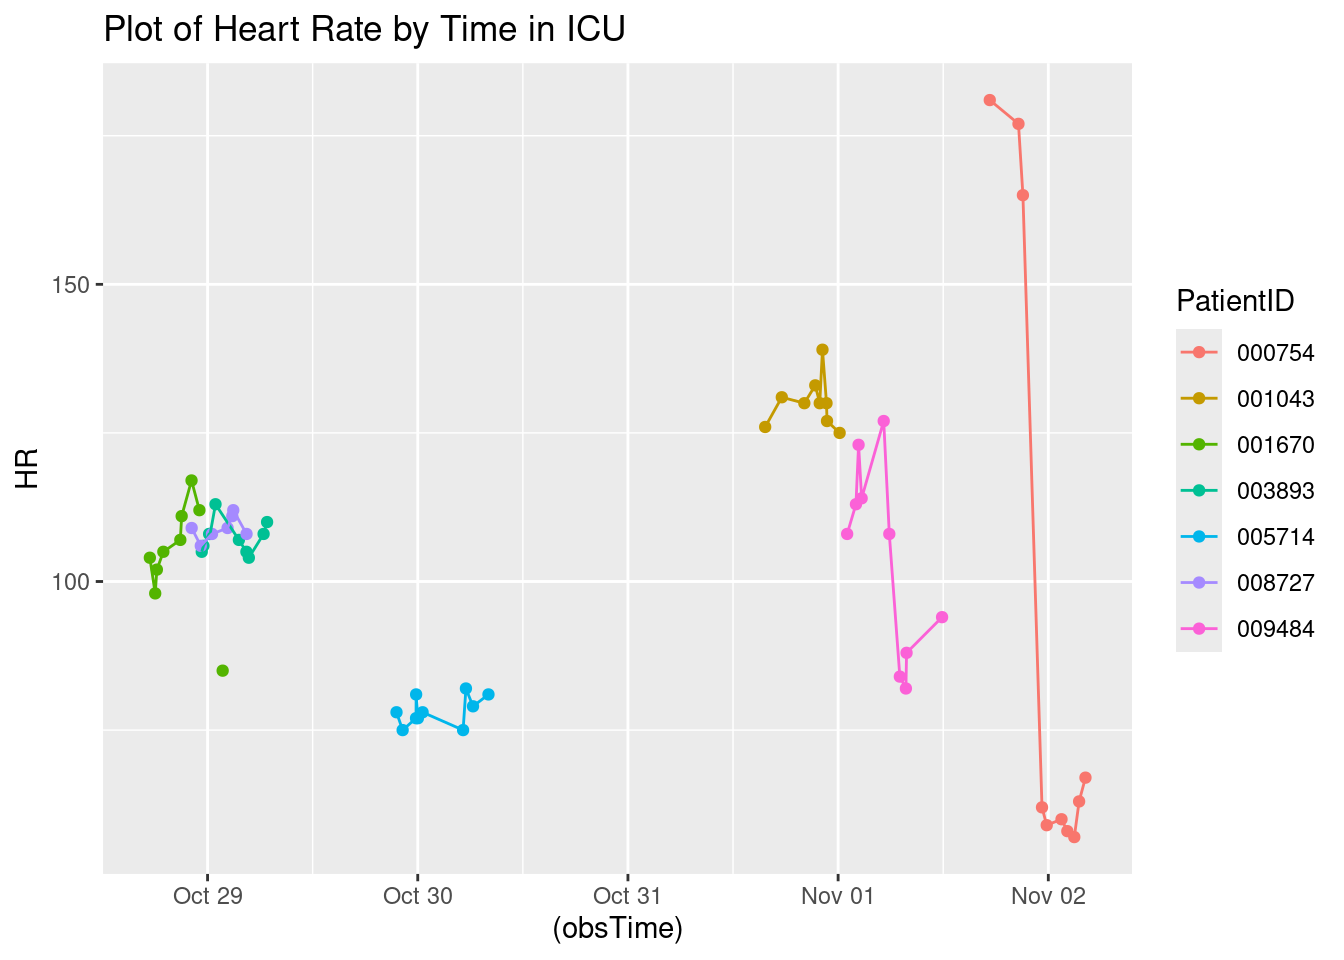 Plot of Heart Rate by Time in ICU
HR
150
100
Oct 29
Oct 30
Oct 31
Nov 01
Nov 02
(obsTime)
PatientID
000754
001043
001670
003893
005714
008727
009484